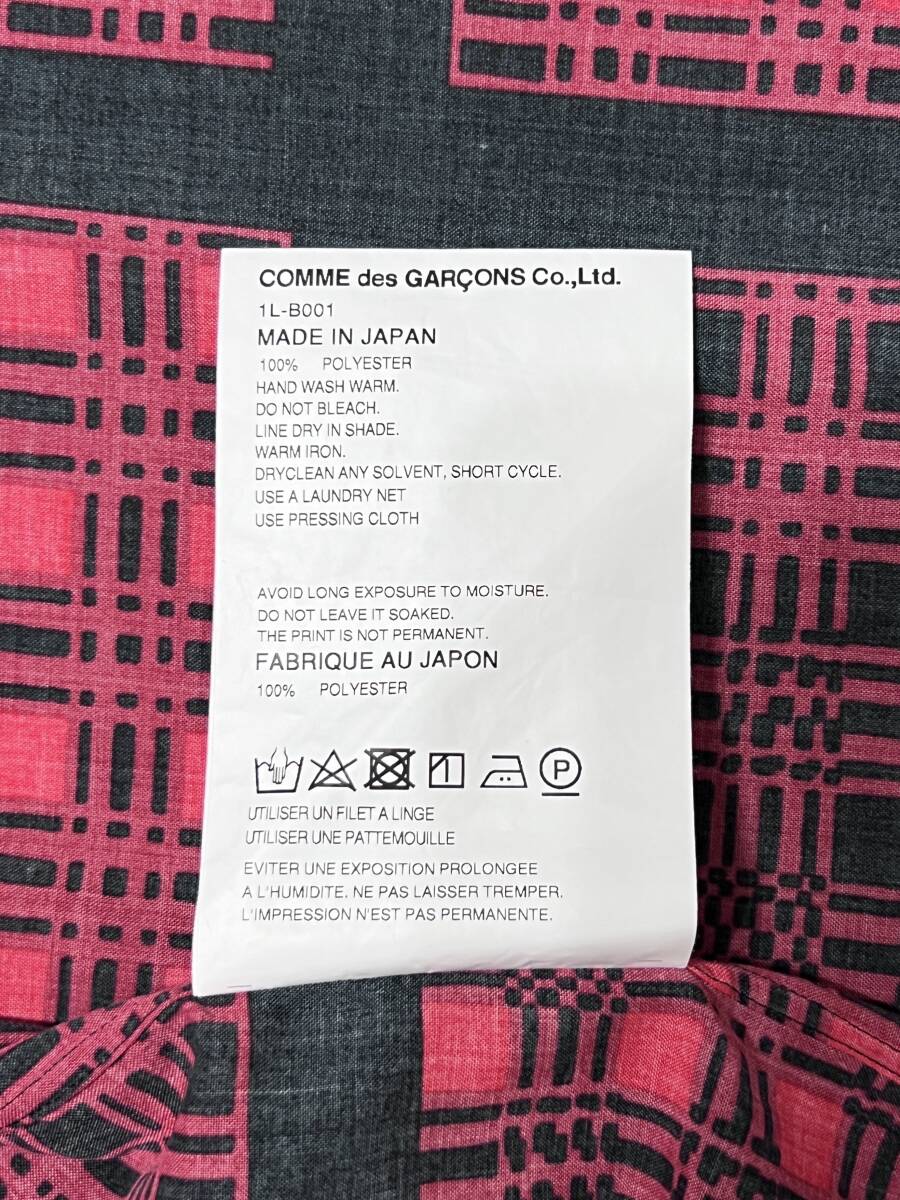 COMME des GARÇONS Co.,Ltd.
1L-B001
MADE IN JAPAN
100% POLYESTER
HAND WASH WARM.
DO NOT BLEACH.
LINE DRY IN SHADE.
WARM IRON.
DRYCLEAN ANY SOLVENT, SHORT CYCLE.
USE A LAUNDRY NET
USE PRESSING CLOTH
AVOID LONG EXPOSURE TO MOISTURE.
DO NOT LEAVE IT SOAKED.
THE PRINT IS NOT PERMANENT.
FABRIQUE AU JAPON
100% POLYESTER
P
UTILISER UN FILET A LINGE
UTILISER UNE PATTEMOUILLE
EVITER UNE EXPOSITION PROLONGEE
A L'HUMIDITE. NE PAS LAISSER TREMPER.
L'IMPRESSION N'EST PAS PERMANENTE.